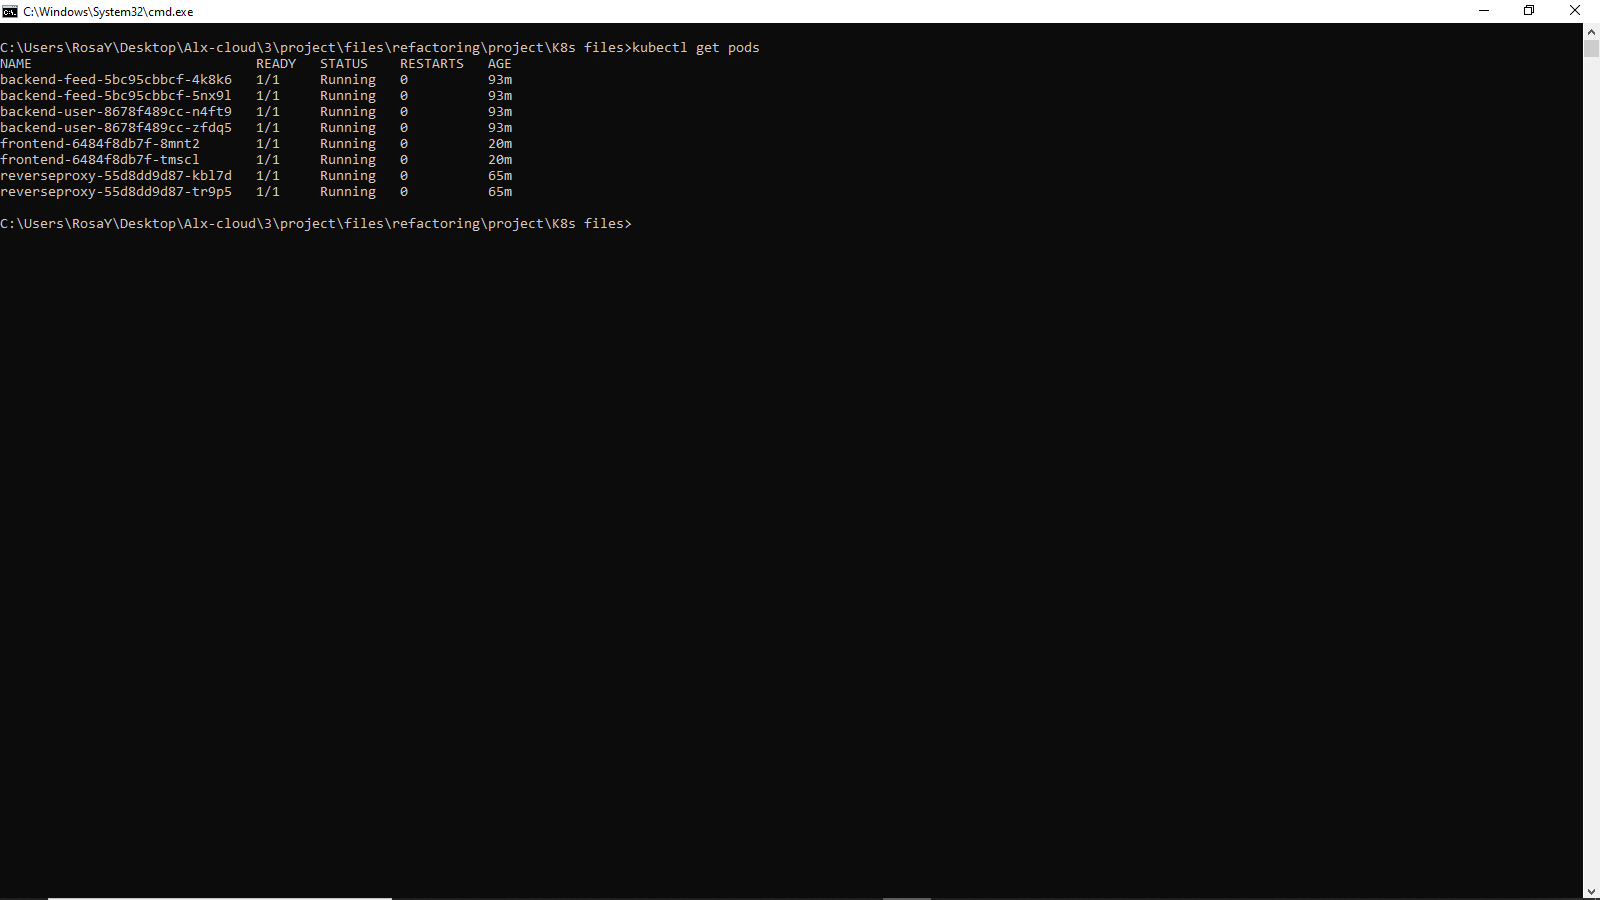 C:\Windows\System32\cmd.exe
C:\Users\RosaY\Desktop\Alx-cloud\3\project\files\refactoring\project\K8s files>kubectl get pods
NAME READY STATUS RESTARTS AGE
backend-feed-5bc95cbbcf-4k8k6 1/1 Running 0 93m
backend-feed-5bc95cbbcf-5nx9l 1/1 Running 0 93m
backend-user-8678f489cc-n4ft9 1/1 Running 0 93m
backend-user-8678f489cc-zfdq5 1/1 Running 0 93m
frontend-6484f8db7f-8mnt2 1/1 Running 0 20m
frontend-6484f8db7f-tmscl 1/1 Running 0 20m
reverseproxy-55d8dd9d87-kbl7d 1/1 Running 0 65m
reverseproxy-55d8dd9d87-tr9p5 1/1 Running 0 65m
C:\Users\RosaY\Desktop\Alx-cloud\3\project\files\refactoring\project\K8s files>